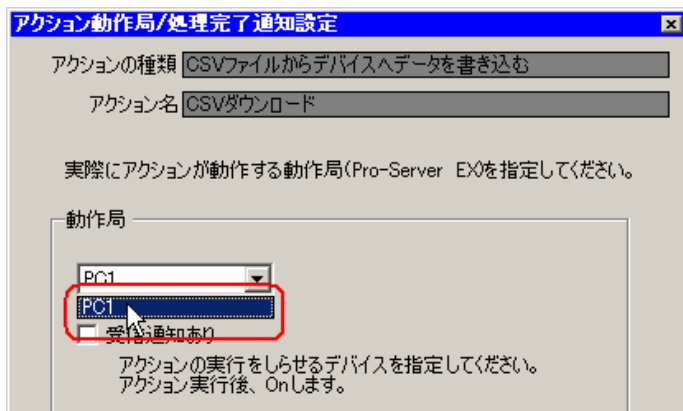 アクション動作局/処理完了通知設定
アクションの種類 CSVファイルからデバイスへデータを書き込む
アクション名 CSVダウンロード
実際にアクションが動作する動作局(Pro-Server EX)を指定してください。
動作局
PC1
PC1
受信通知あり
アクションの実行をしらせるデバイスを指定してください。
アクション実行後、Onします。